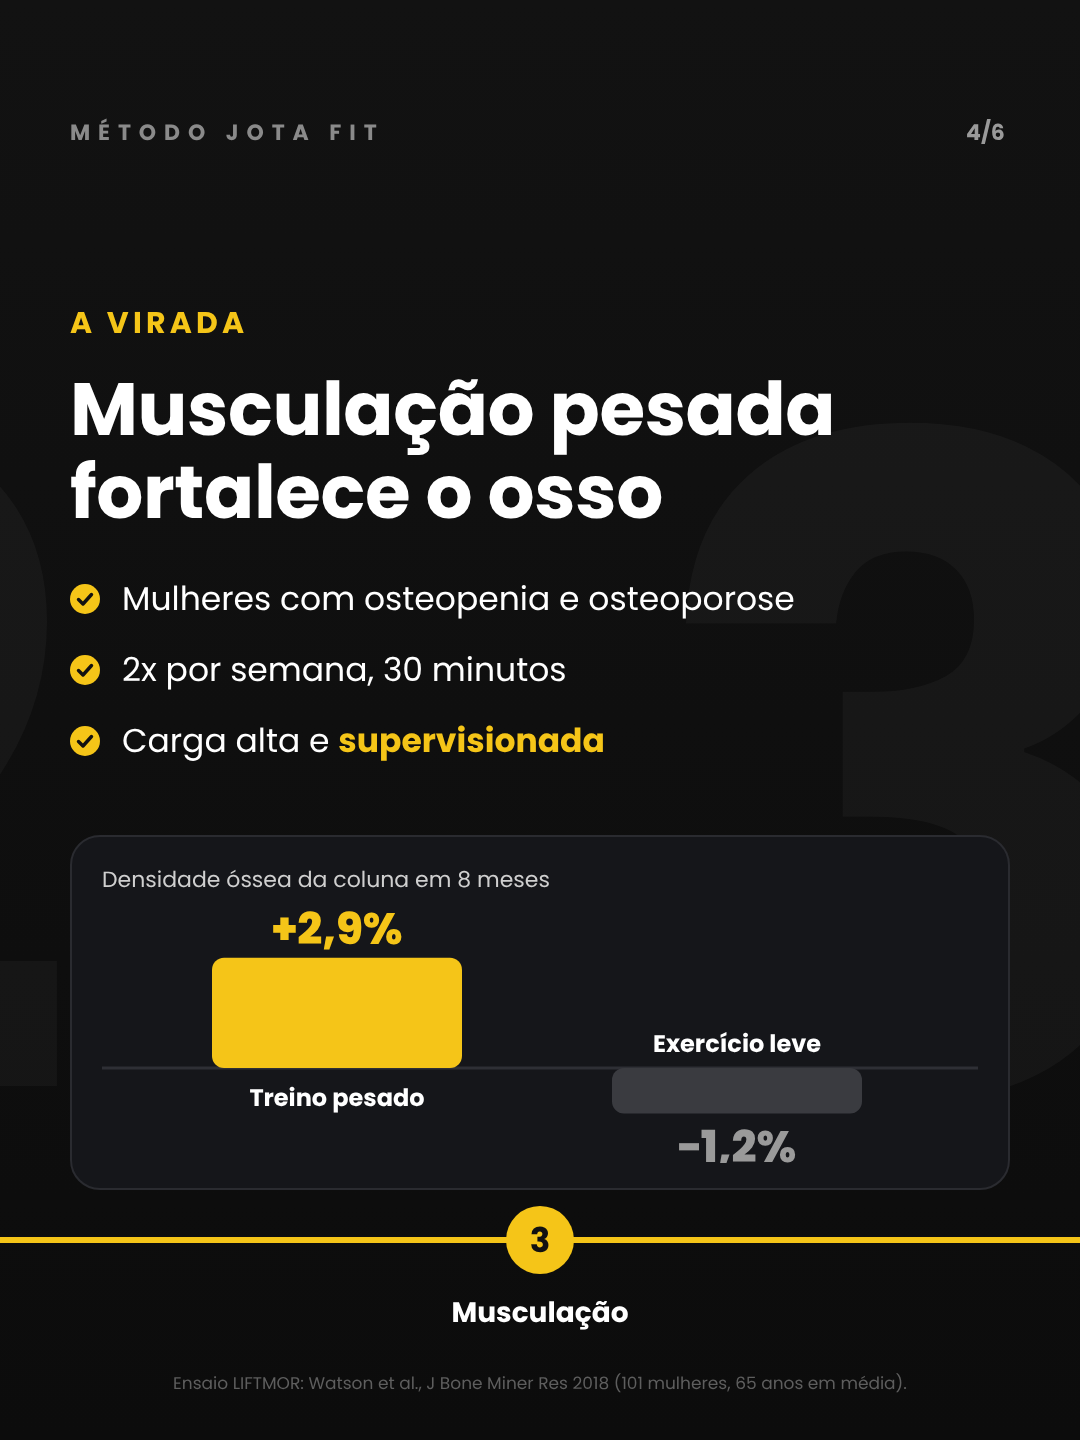 MÉTODO JOTA FIT
4/6
A VIRADA
Musculação pesada
fortalece o osso
Mulheres com osteopenia e osteoporose
2x por semana, 30 minutos
Carga alta e supervisionada
Densidade óssea da coluna em 8 meses
+2,9%
Exercício leve
Treino pesado
-1,2%
3
Musculação
Ensaio LIFTMOR: Watson et al., J Bone Miner Res 2018 (101 mulheres, 65 anos em média).